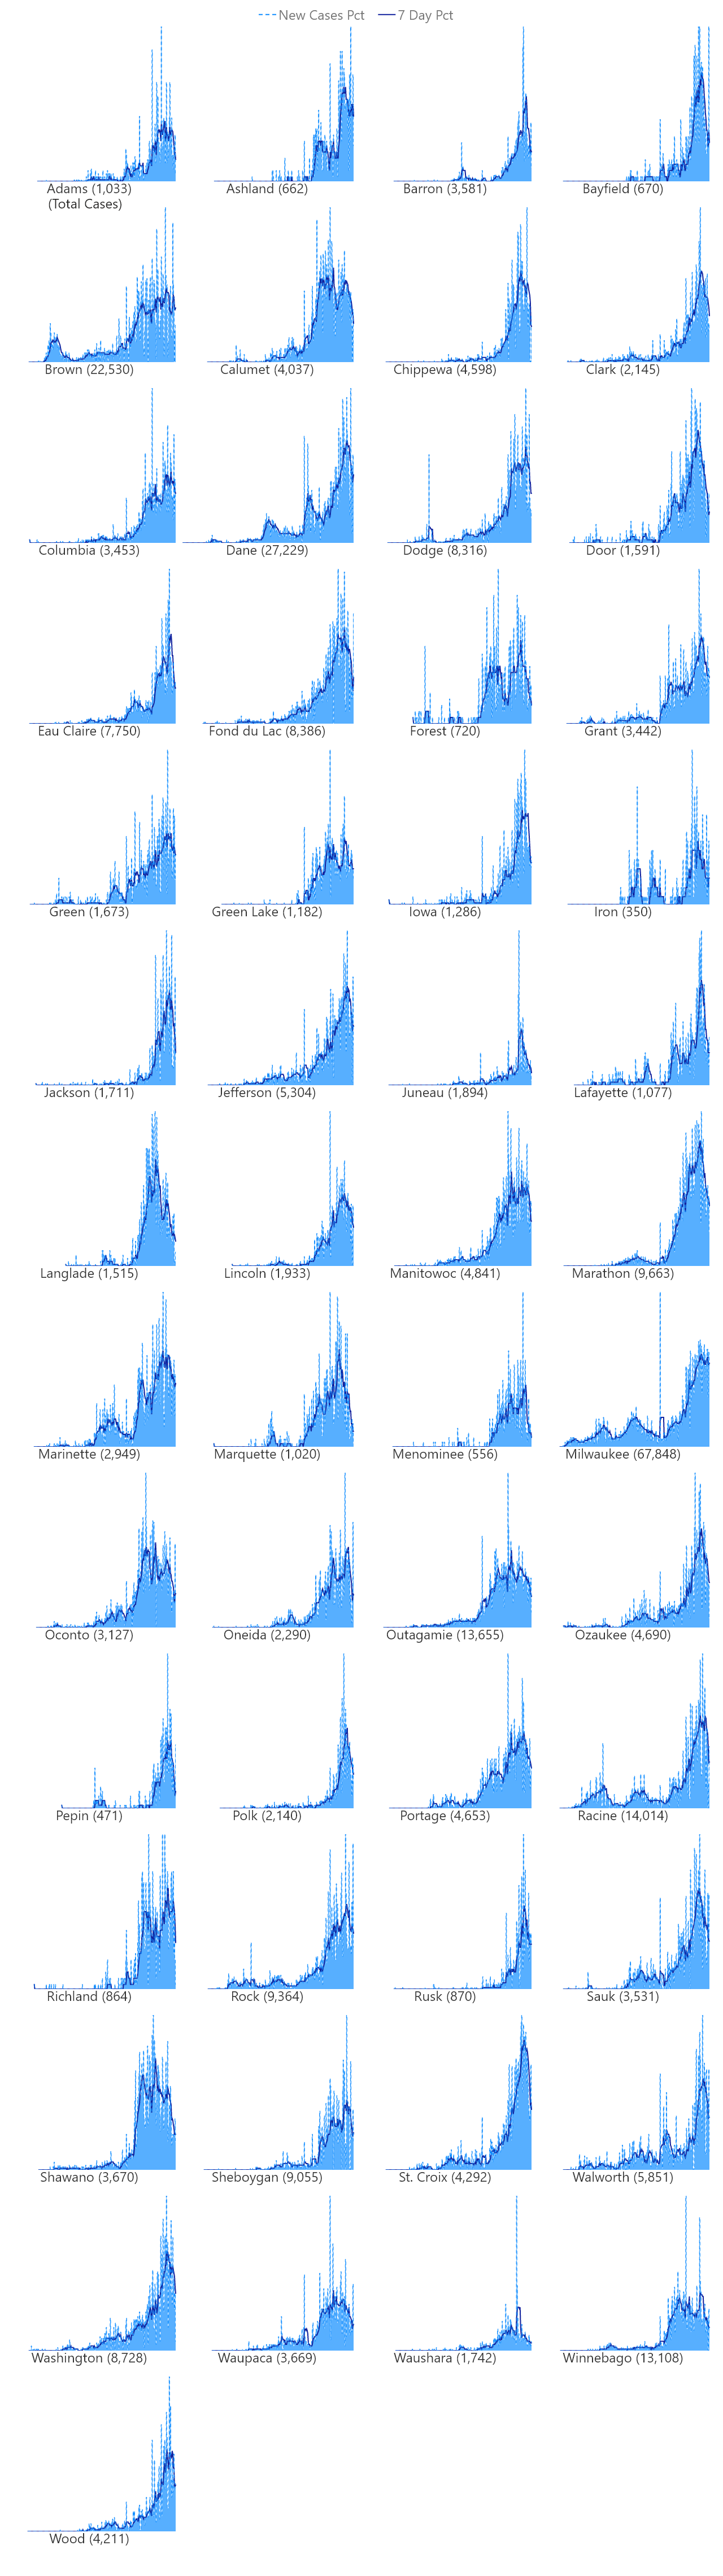 New Cases Pct 7 Day Pct
Adams (1,033) Ashland (662) Barron (3,581) Bayfield (670)
(Total Cases)
Brown (22,530) Calumet (4,037) Chippewa (4,598) Clark (2,145)
Columbia (3,453) Dane (27,229) Dodge (8,316) Door (1,591)
Eau Claire (7,750) Fond du Lac (8,386) Forest (720) Grant (3,442)
Green (1,673) Green Lake (1,182) Iowa (1,286) Iron (350)
Jackson (1,711) Jefferson (5,304) Juneau (1,894) Lafayette (1,077)
Langlade (1,515) Lincoln (1,933) Manitowoc (4,841) Marathon (9,663)
Marinette (2,949) Marquette (1,020) Menominee (556) Milwaukee (67,848)
Oconto (3,127) Oneida (2,290) Outagamie (13,655) Ozaukee (4,690)
Pepin (471) Polk (2,140) Portage (4,653) Racine (14,014)
Richland (864) Rock (9,364) Rusk (870) Sauk (3,531)
Shawano (3,670) Sheboygan (9,055) St. Croix (4,292) Walworth (5,851)
Washington (8,728) Waupaca (3,669) Waushara (1,742) Winnebago (13,108)
Wood (4,211)